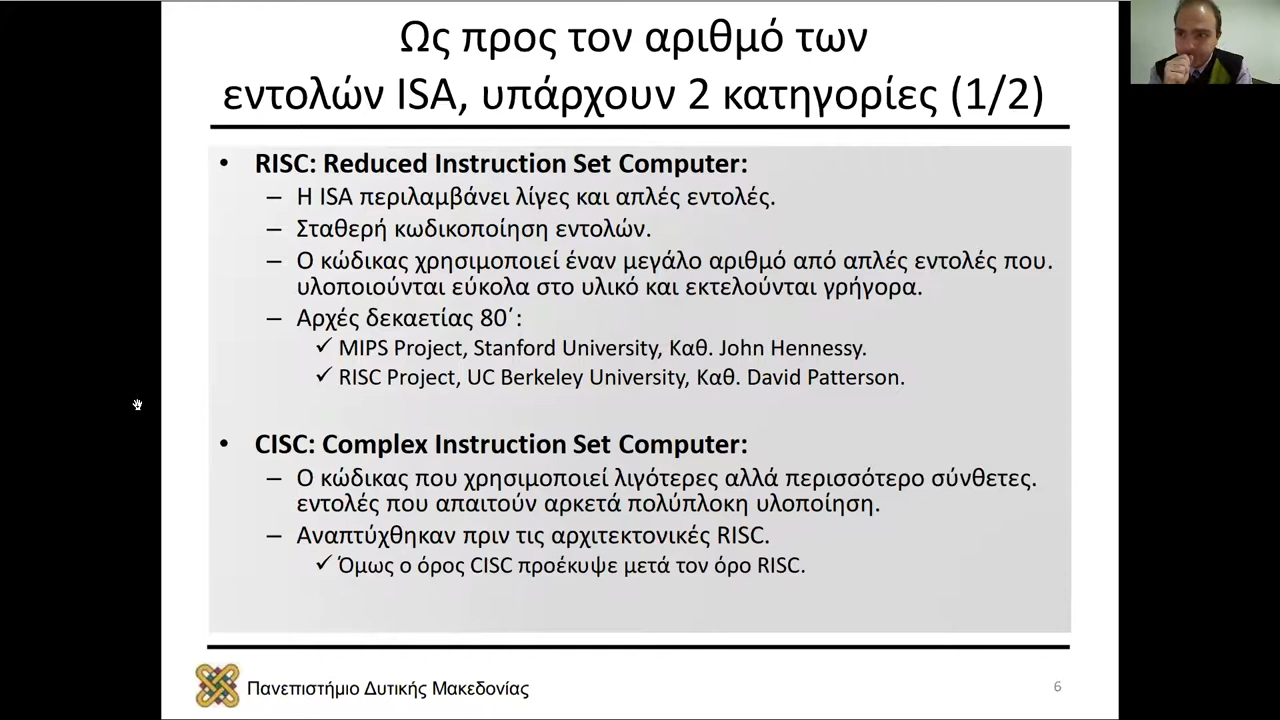 Ως προς τον αριθμό των
εντολών ISA, υπάρχουν 2 κατηγορίες (1/2)
• RISC: Reduced Instruction Set Computer:
– Η ISA περιλαμβάνει λίγες και απλές εντολές.
– Σταθερή κωδικοποίηση εντολών.
– Ο κώδικας χρησιμοποιεί έναν μεγάλο αριθμό από απλές εντολές που.
υλοποιούνται εύκολα στο υλικό και εκτελούνται γρήγορα.
– Αρχές δεκαετίας 80΄:
✓ MIPS Project, Stanford University, Καθ. John Hennessy.
✓ RISC Project, UC Berkeley University, Καθ. David Patterson.
• CISC: Complex Instruction Set Computer:
– Ο κώδικας που χρησιμοποιεί λιγότερες αλλά περισσότερο σύνθετες.
εντολές που απαιτούν αρκετά πολύπλοκη υλοποίηση.
– Αναπτύχθηκαν πριν τις αρχιτεκτονικές RISC.
✓ Όμως ο όρος CISC προέκυψε μετά τον όρο RISC.
Πανεπιστήμιο Δυτικής Μακεδονίας
6